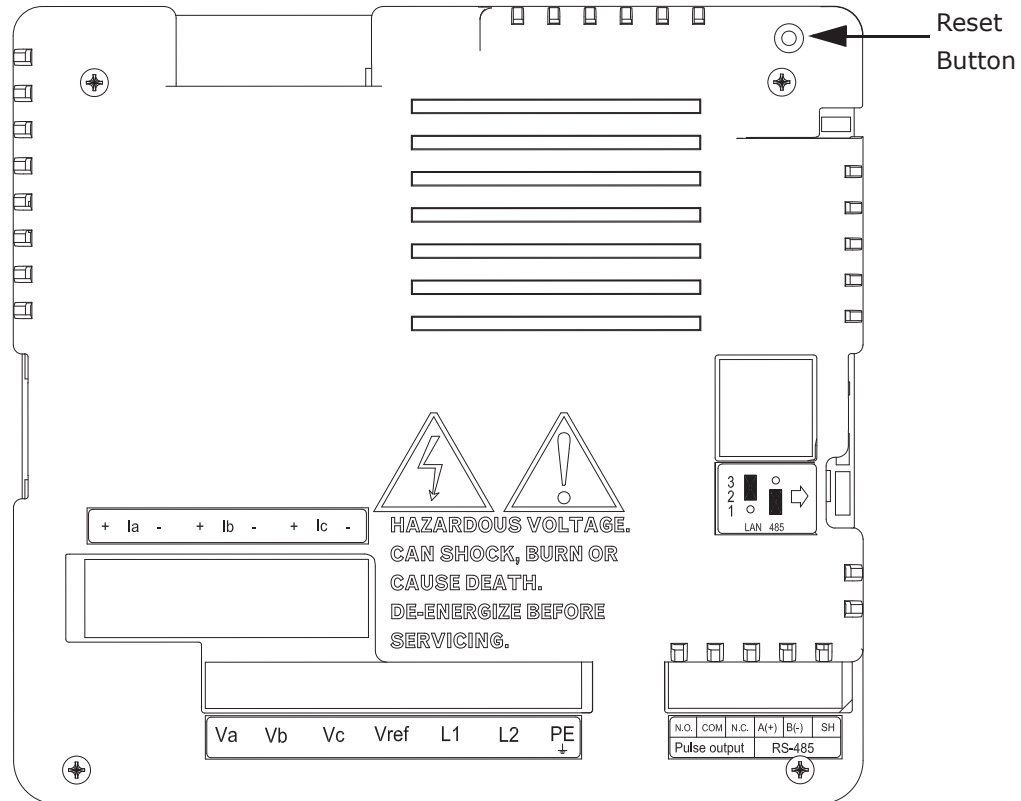 Reset
Button
3
2
1
LAN 485
+ Ia - + Ib - + Ic -
HAZARDOUS VOLTAGE.
CAN SHOCK, BURN OR
CAUSE DEATH.
DE-ENERGIZE BEFORE
SERVICING.
Va Vb Vc Vref L1 L2 PE
N.O. COM N.C. A(+) B(-) SH
Pulse output RS-485